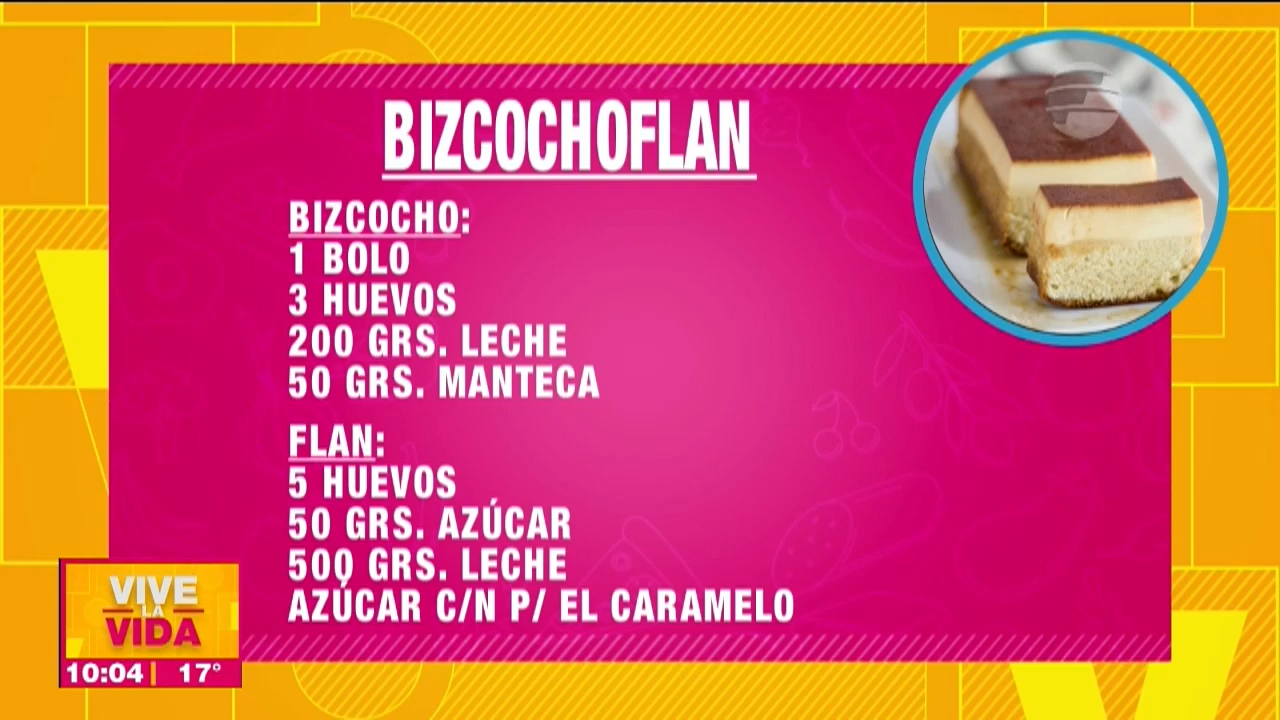 BIZCOCHOFLAN
BIZCOCHO:
1 BOLO
3 HUEVOS
200 GRS. LECHE
50 GRS. MANTECA
FLAN:
5 HUEVOS
50 GRS. AZÚCAR
500 GRS. LECHE
AZÚCAR C/N P/ EL CARAMELO
VIVE
LA
VIDA
10:04 17°